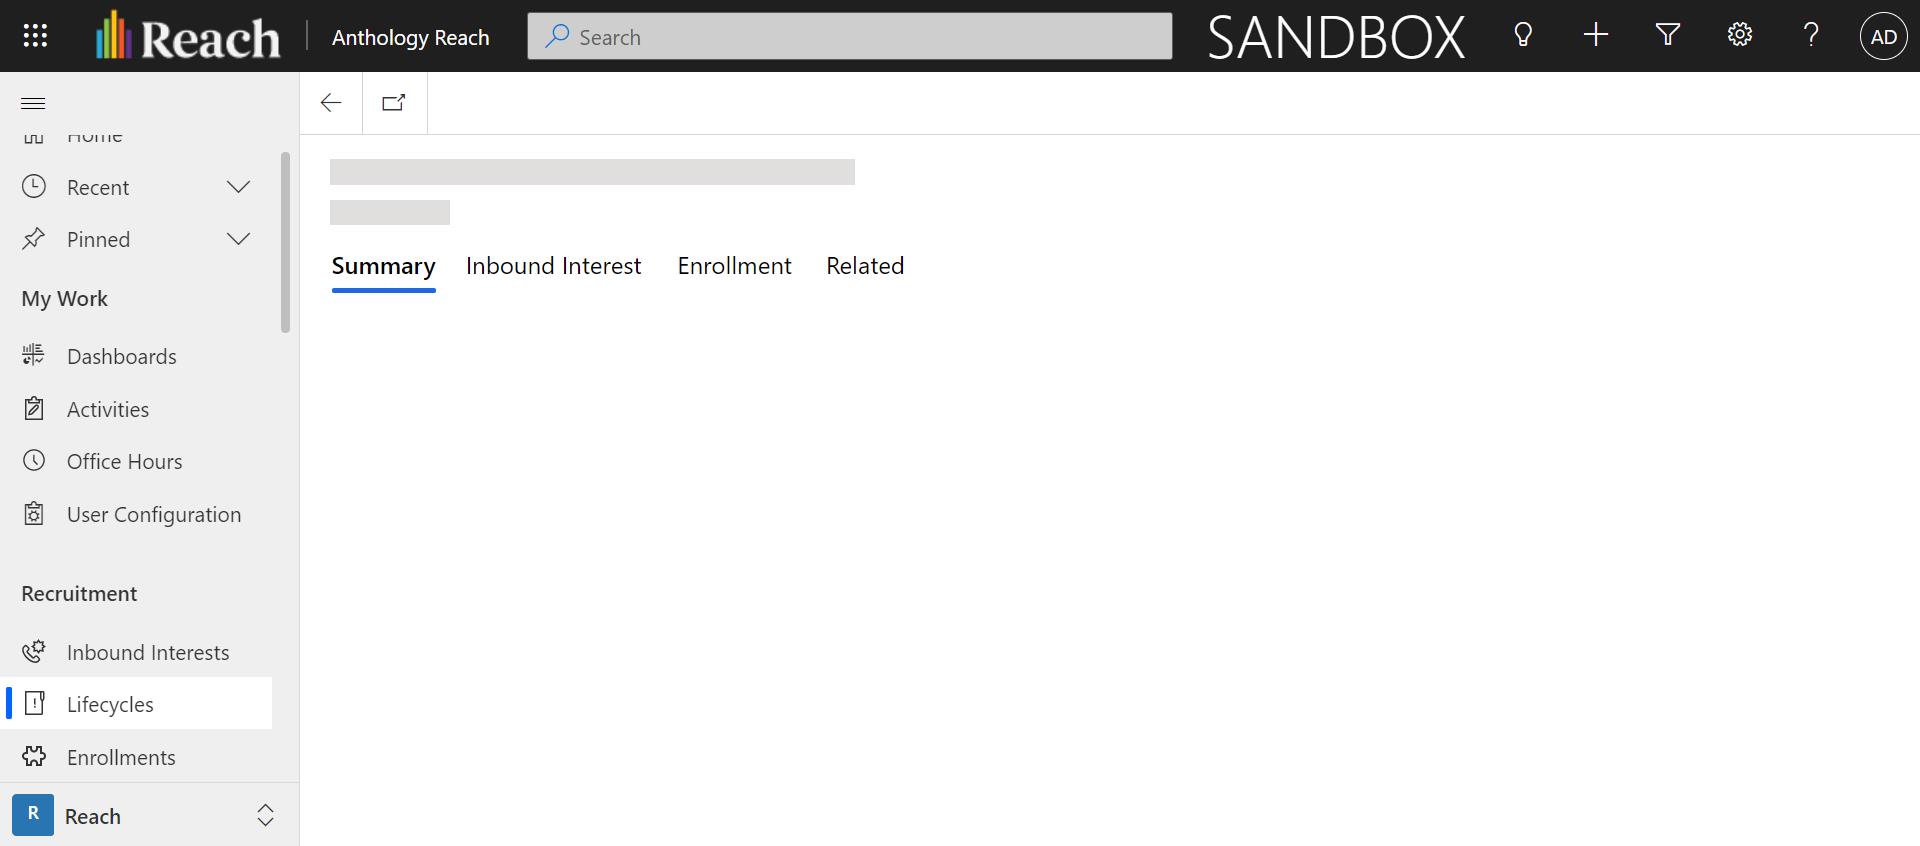 Reach
Anthology Reach
Search
SANDBOX
AD
Home
Recent
Pinned
My Work
Dashboards
Activities
Office Hours
User Configuration
Recruitment
Inbound Interests
Lifecycles
Enrollments
R
Reach
Summary
Inbound Interest
Enrollment
Related